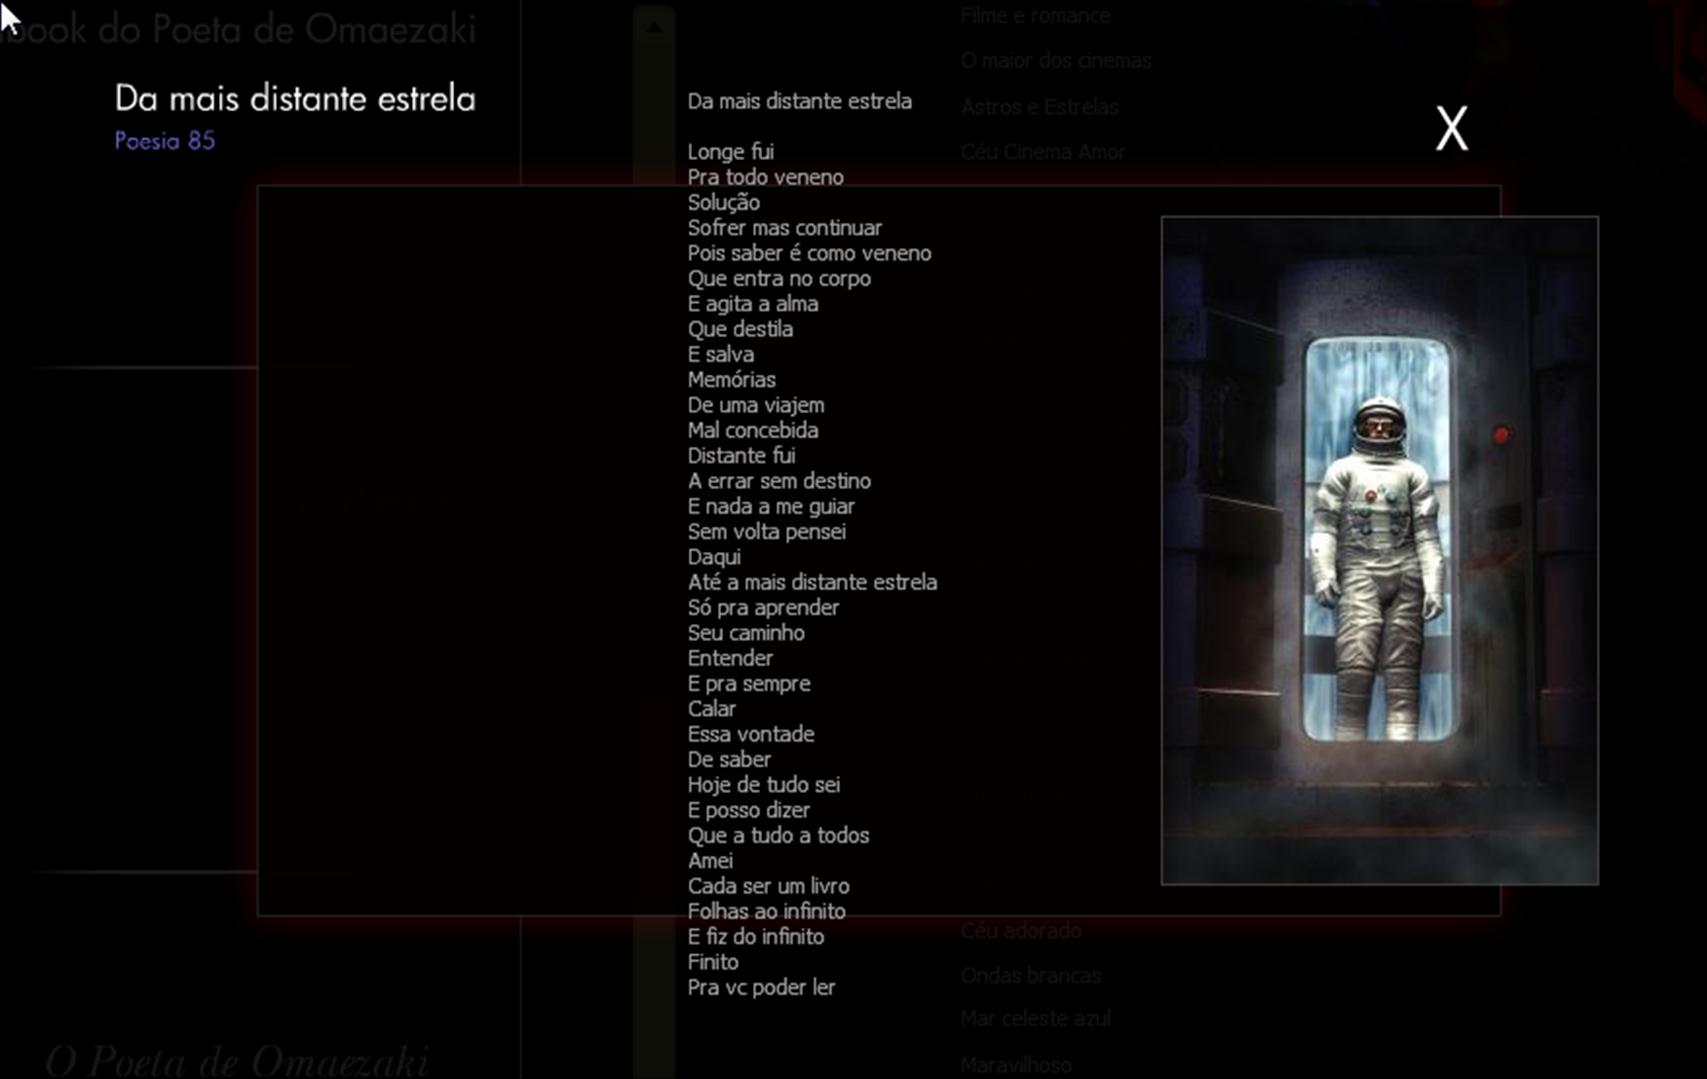 book do Poeta de Omaezaki
Da mais distante estrela
Poesia 85
X
Da mais distante estrela
Longe fui
Pra todo veneno
Solução
Sofrer mas continuar
Pois saber é como veneno
Que entra no corpo
E agita a alma
Que destila
E salva
Memórias
De uma viajem
Mal concebida
Distante fui
A errar sem destino
E nada a me guiar
Sem volta pensei
Daqui
Até a mais distante estrela
Só pra aprender
Seu caminho
Entender
E pra sempre
Calar
Essa vontade
De saber
Hoje de tudo sei
E posso dizer
Que a tudo a todos
Amei
Cada ser um livro
Folhas ao infinito
E fiz do infinito
Finito
Pra vc poder ler
Filme e romance
O maior dos cinemas
Astros e Estrelas
Céu Cinema Amor
Céu adorado
Ondas brancas
Mar celeste azul
Maravilhoso
O Poeta de Omaezaki